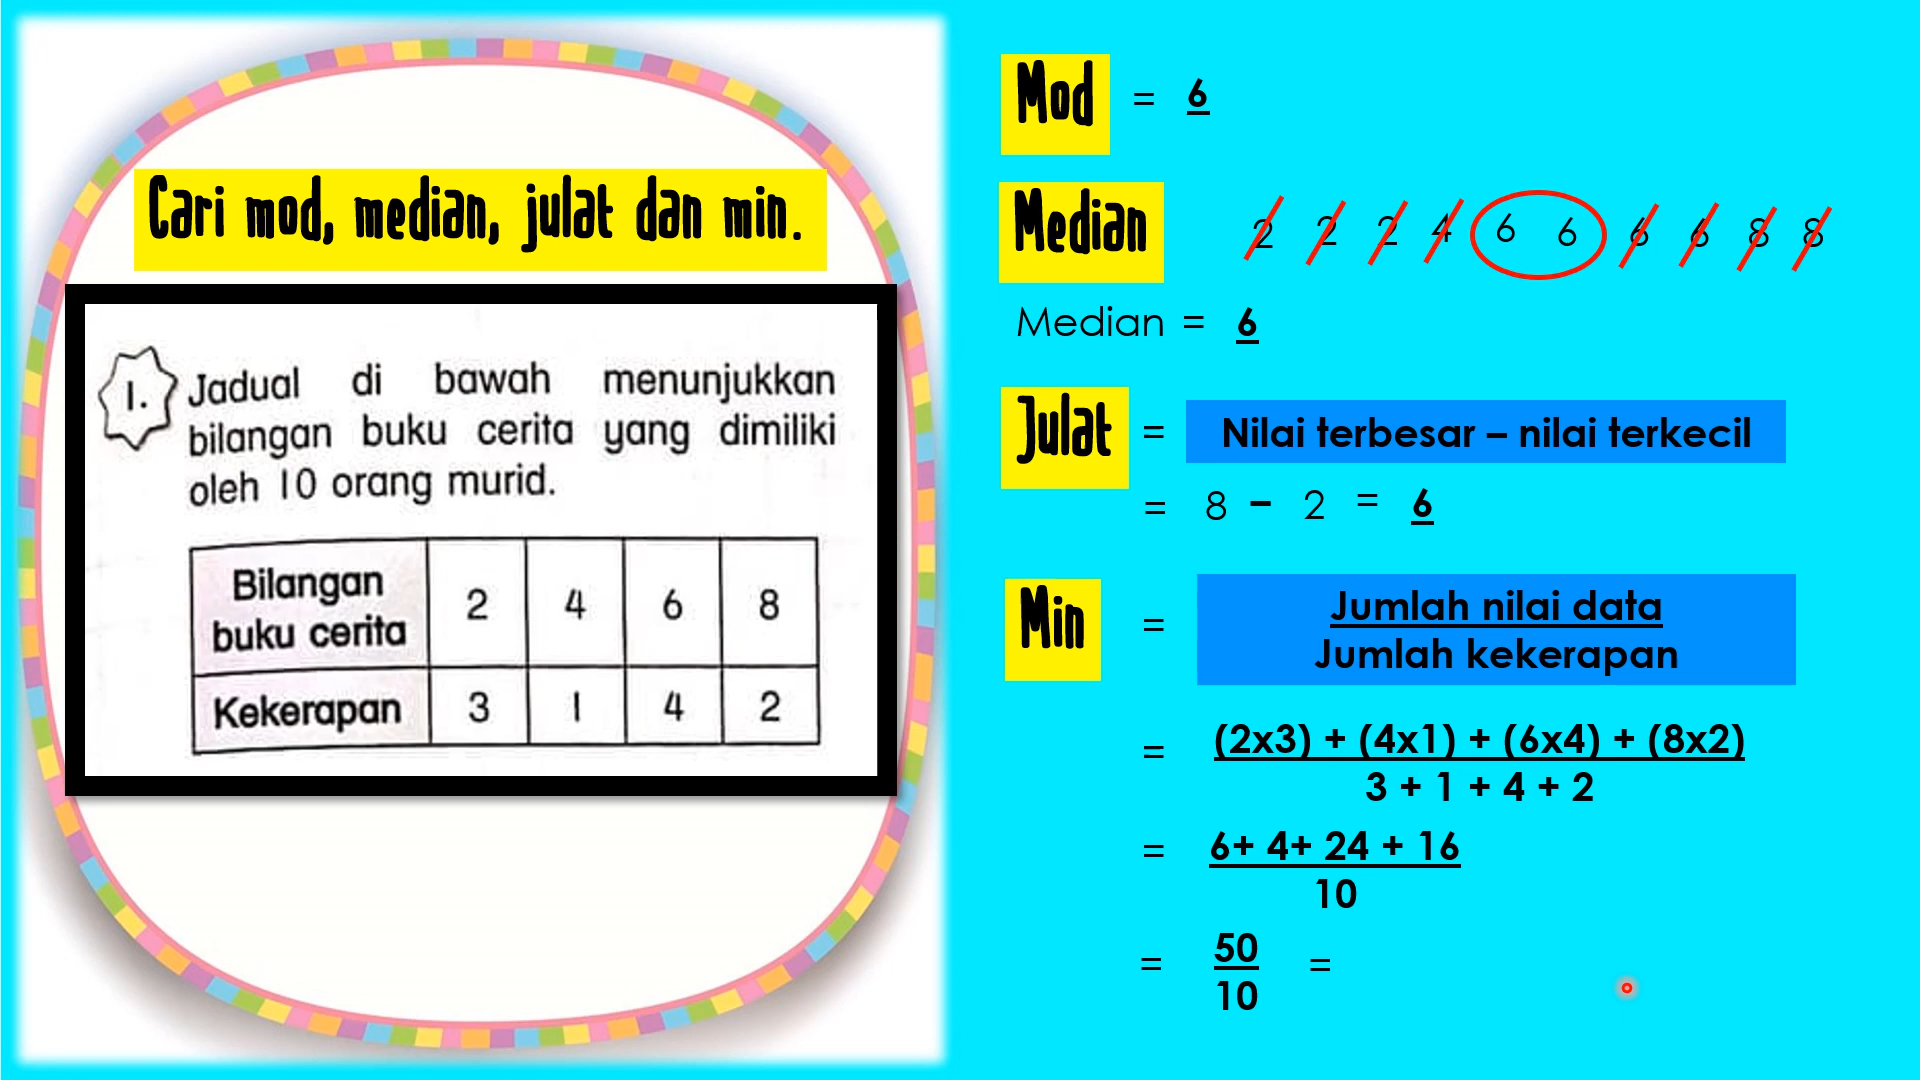 Cari mod, median, julat dan min.
1. Jadual di bawah menunjukkan
bilangan buku cerita yang dimiliki
oleh 10 orang murid.
Bilangan buku cerita 2 4 6 8
Kekerapan 3 1 4 2
Mod = 6
Median 2 2 2 4 6 6 6 6 8 8
Median = 6
Julat = Nilai terbesar – nilai terkecil
= 8 – 2 = 6
Min = Jumlah nilai data
Jumlah kekerapan
= (2x3) + (4x1) + (6x4) + (8x2)
3 + 1 + 4 + 2
= 6+ 4+ 24 + 16
10
= 50 =
10